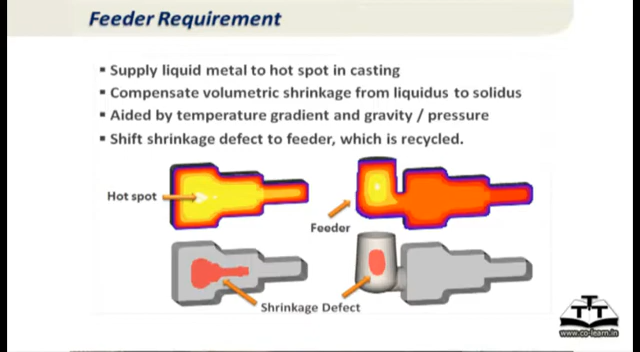 Feeder Requirement
▪ Supply liquid metal to hot spot in casting
▪ Compensate volumetric shrinkage from liquidus to solidus
▪ Aided by temperature gradient and gravity / pressure
▪ Shift shrinkage defect to feeder, which is recycled.
Hot spot
Feeder
Shrinkage Defect
TTT
www.co-learn.in